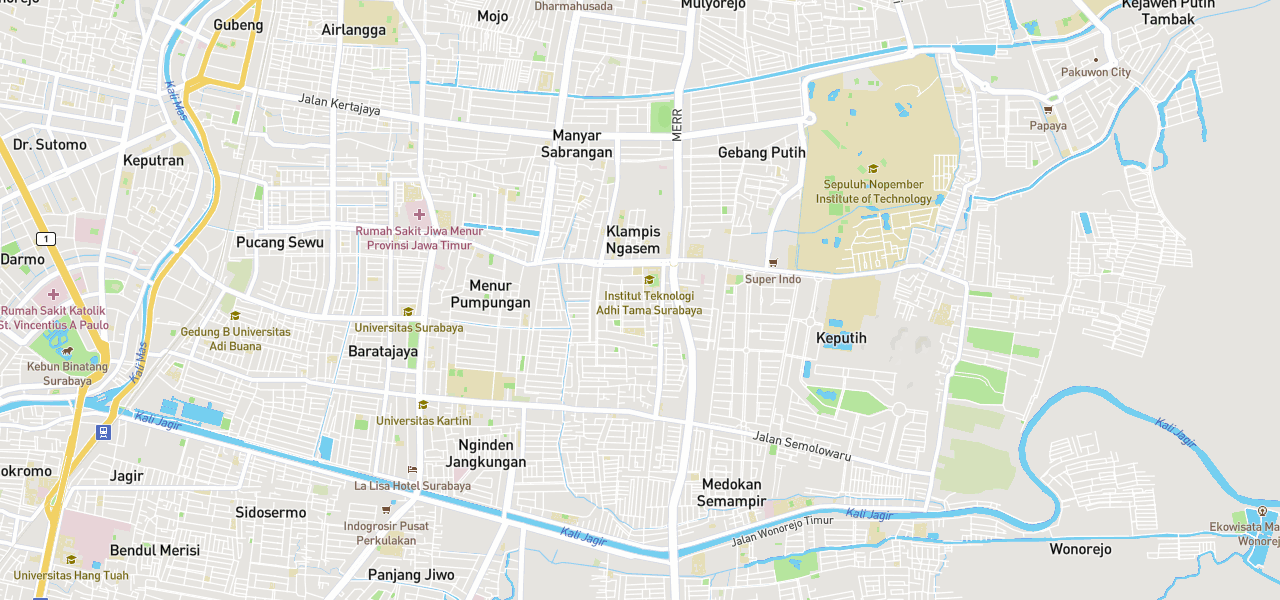 Gubeng
Airlangga
Mojo
Dharmahusada
Mulyorejo
Kejawen Putih
Tambak
Pakuwon City
Papaya
Kali Mas
Jalan Kertajaya
Manyar
Sabrangan
MERR
Gebang Putih
Dr. Sutomo
Keputran
Sepuluh Nopember
Institute of Technology
1
Darmo
Pucang Sewu
Rumah Sakit Jiwa Menur
Provinsi Jawa Timur
Klampis
Ngasem
Super Indo
Menur
Pumpungan
Institut Teknologi
Adhi Tama Surabaya
Rumah Sakit Katolik
St. Vincentius A Paulo
Gedung B Universitas
Adi Buana
Universitas Surabaya
Keputih
Baratajaya
Kebun Binatang
Surabaya
Kali Mas
Kali Jagir
Universitas Kartini
Kali Jagir
Jalan Semolowaru
Nginden
Jangkungan
okromo
Jagir
La Lisa Hotel Surabaya
Medokan
Semampir
Sidosermo
Indogrosir Pusat
Perkulakan
Kali Jagir
Kali Jagir
Jalan Wonorejo Timur
Ekowisata Ma
Wonorej
Wonorejo
Bendul Merisi
Universitas Hang Tuah
Panjang Jiwo